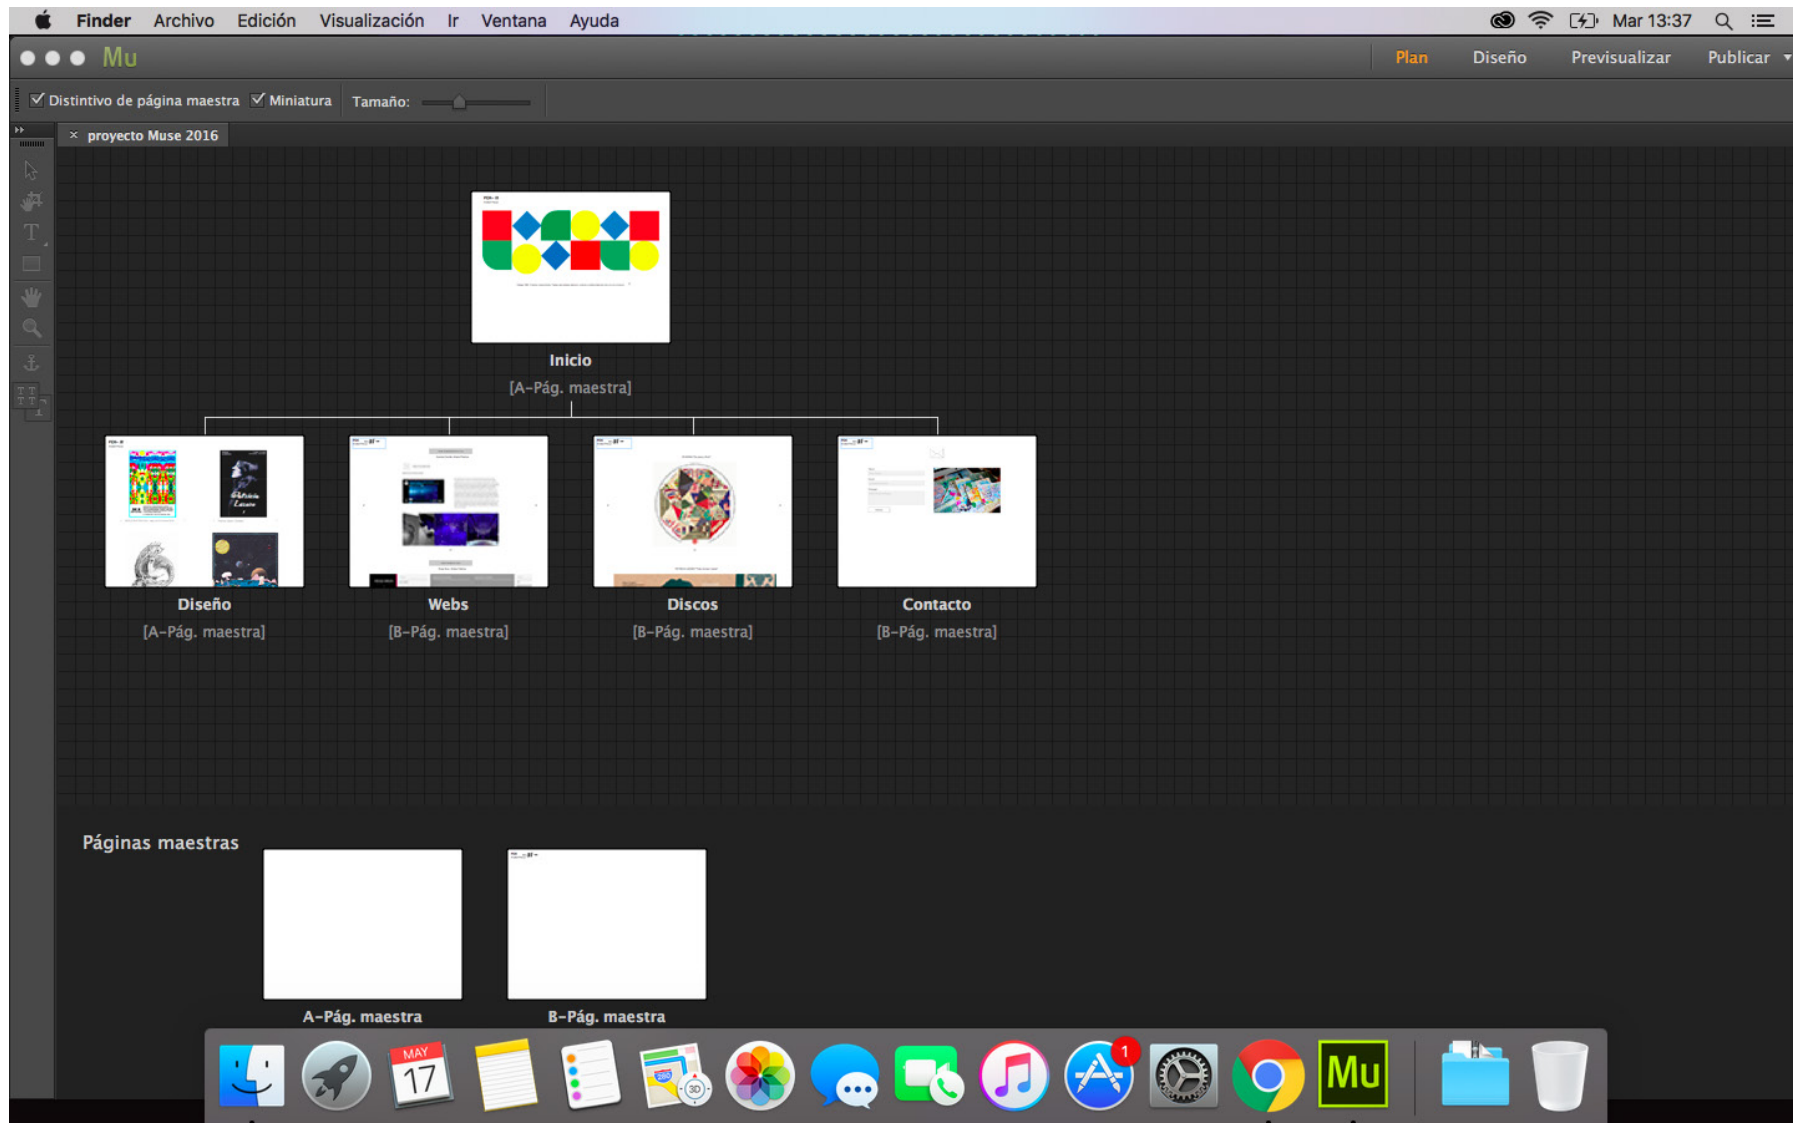 Finder Archivo Edición Visualización Ir Ventana Ayuda Mar 13:37
Mu Plan Diseño Previsualizar Publicar
Distintivo de página maestra Miniatura Tamaño:
proyecto Muse 2016
Inicio
[A-Pág. maestra]
Diseño Webs Discos Contacto
[A-Pág. maestra] [B-Pág. maestra] [B-Pág. maestra] [B-Pág. maestra]
Páginas maestras
A-Pág. maestra B-Pág. maestra
MAY
17
3D
1
Mu